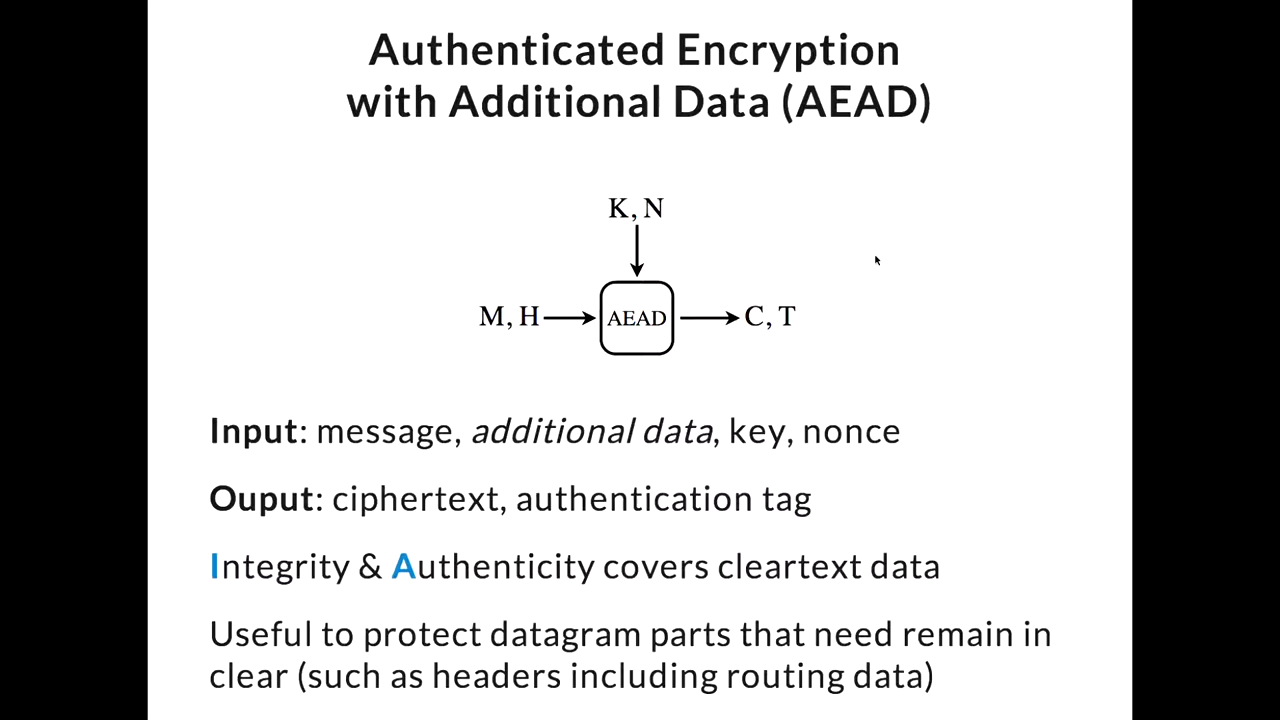 Authenticated Encryption
with Additional Data (AEAD)
K, N
M, H
AEAD
C, T
Input: message, additional data, key, nonce
Ouput: ciphertext, authentication tag
Integrity & Authenticity covers cleartext data
Useful to protect datagram parts that need remain in
clear (such as headers including routing data)